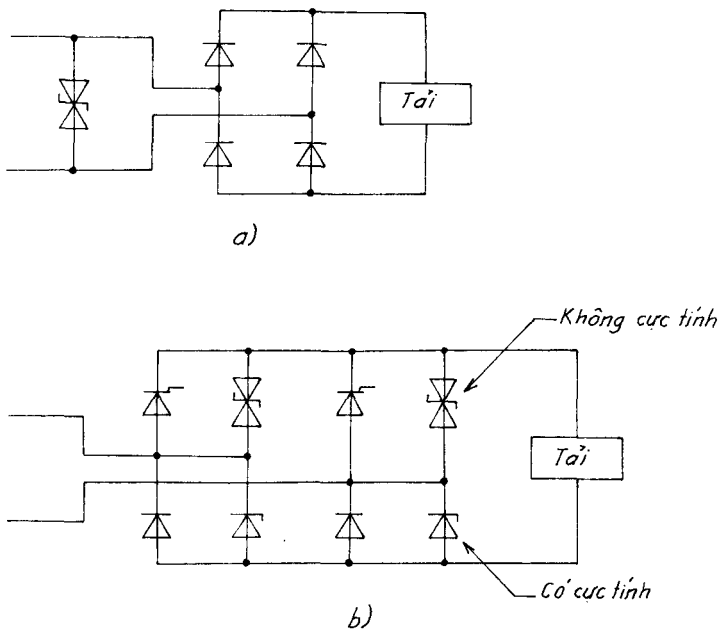 Tải
a)
Không cực tính
Tải
Có cực tính
b)